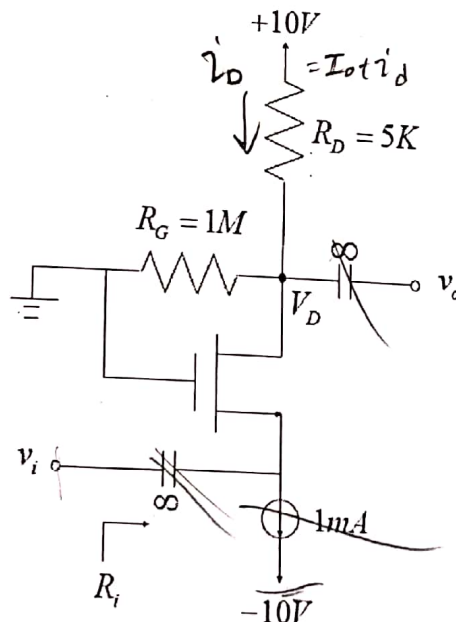 +10V
i_D
= I_o + i_d
R_D = 5K
R_G = 1M
∞
V_D
v_o
v_i
∞
1mA
R_i
−10V